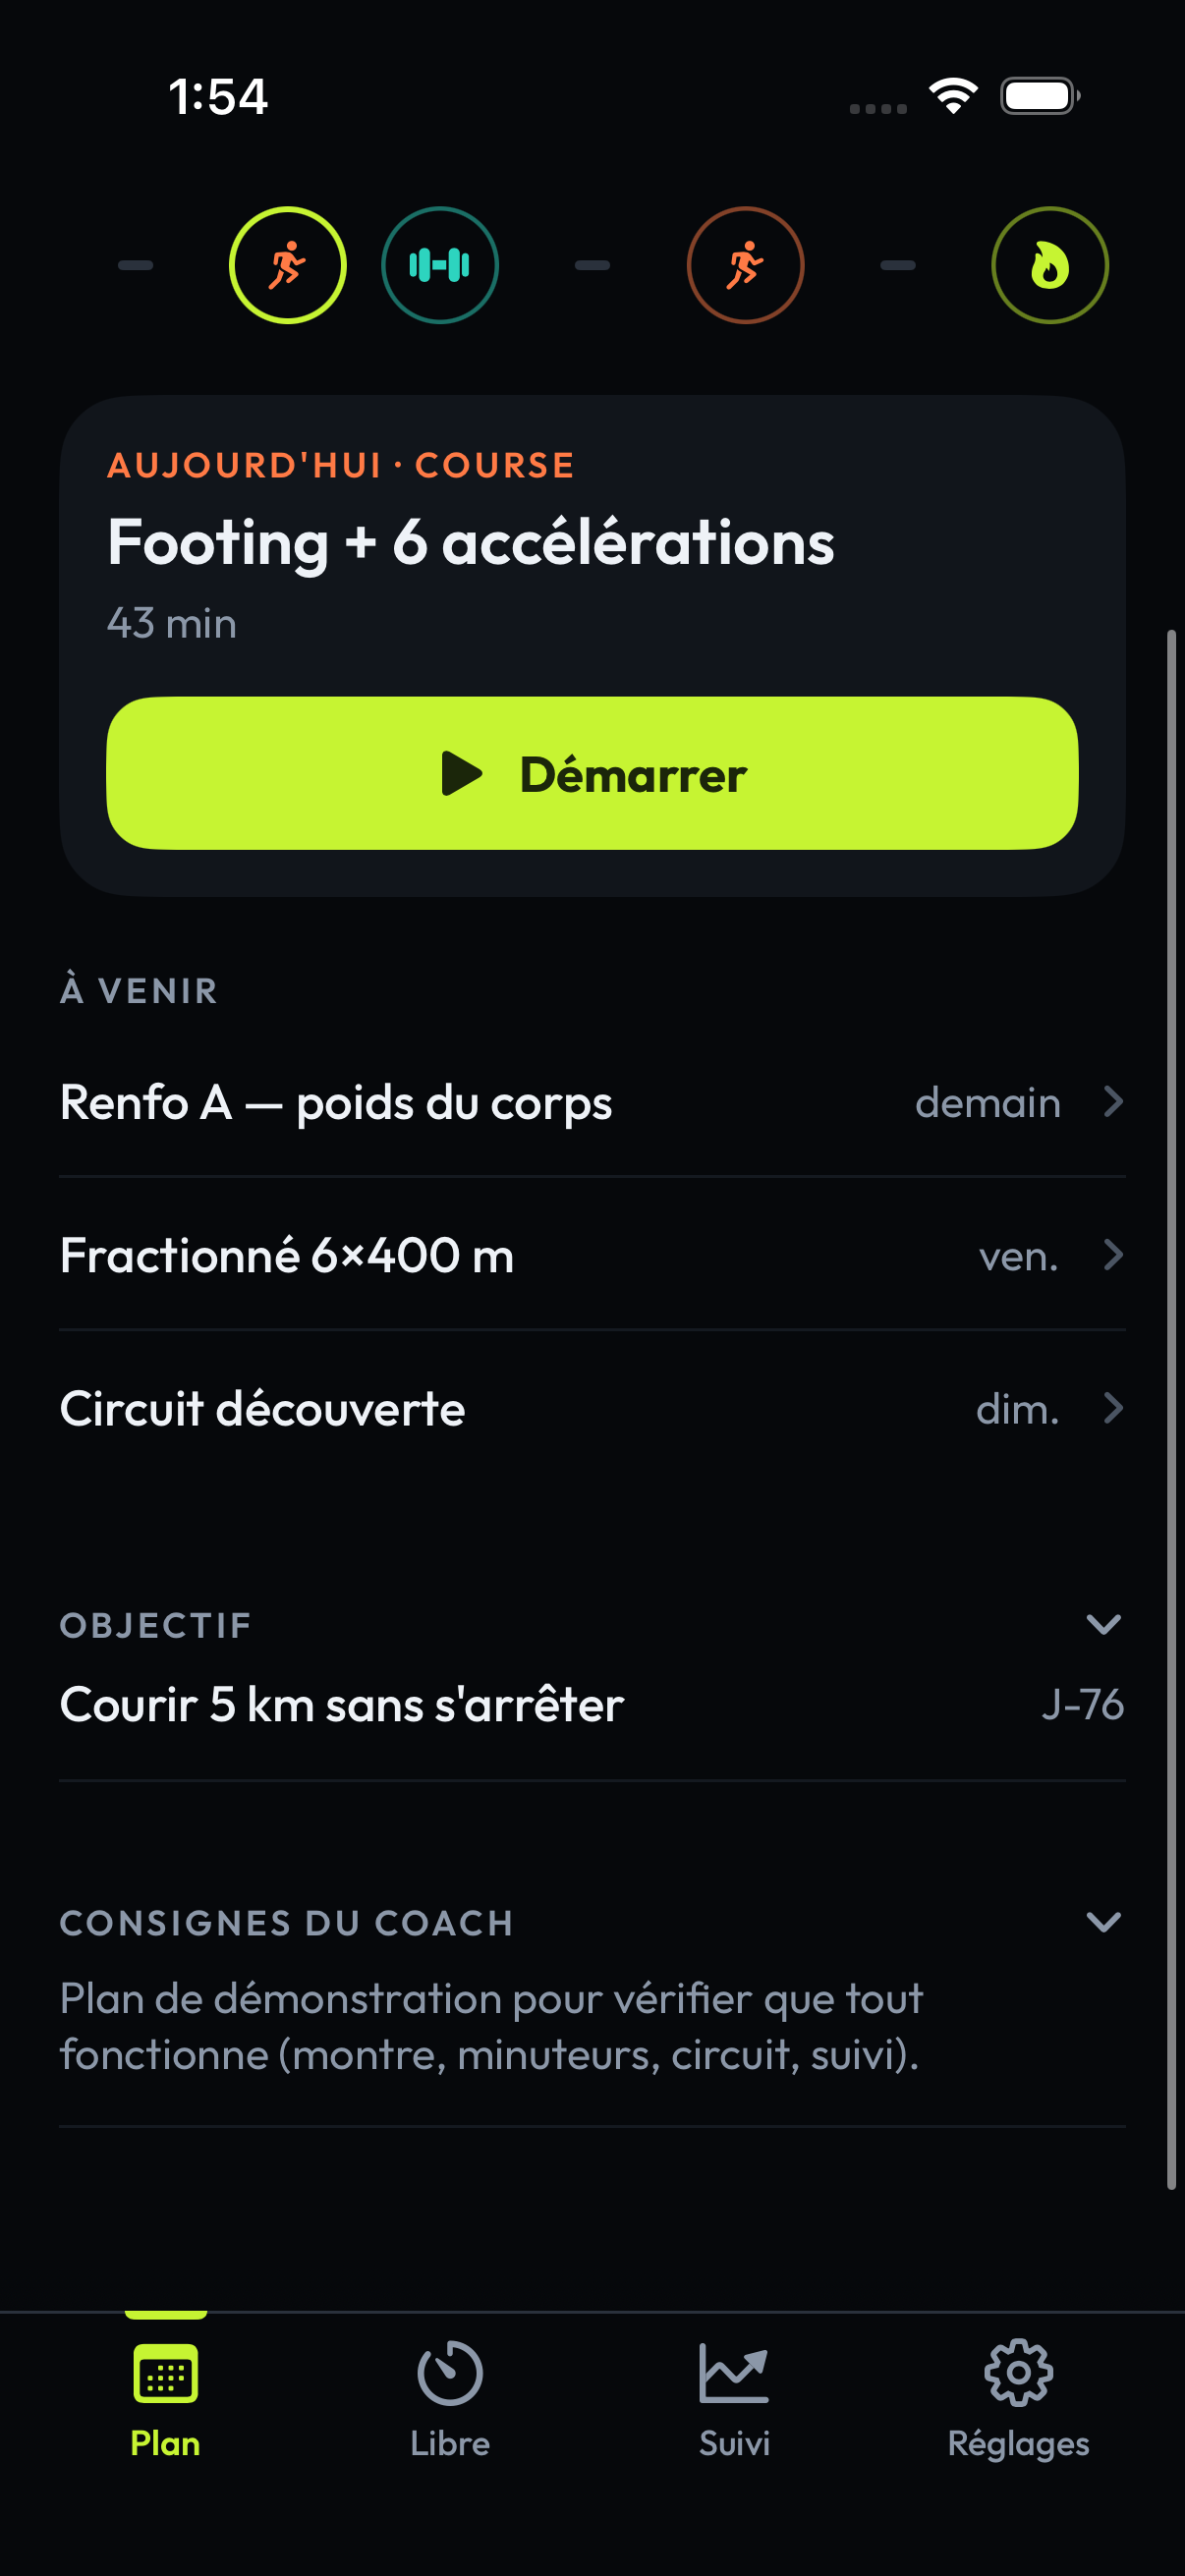 1:54
AUJOURD'HUI · COURSE
Footing + 6 accélérations
43 min
Démarrer
À VENIR
Renfo A — poids du corps demain
Fractionné 6×400 m ven.
Circuit découverte dim.
OBJECTIF
Courir 5 km sans s'arrêter J-76
CONSIGNES DU COACH
Plan de démonstration pour vérifier que tout
fonctionne (montre, minuteurs, circuit, suivi).
Plan Libre Suivi Réglages